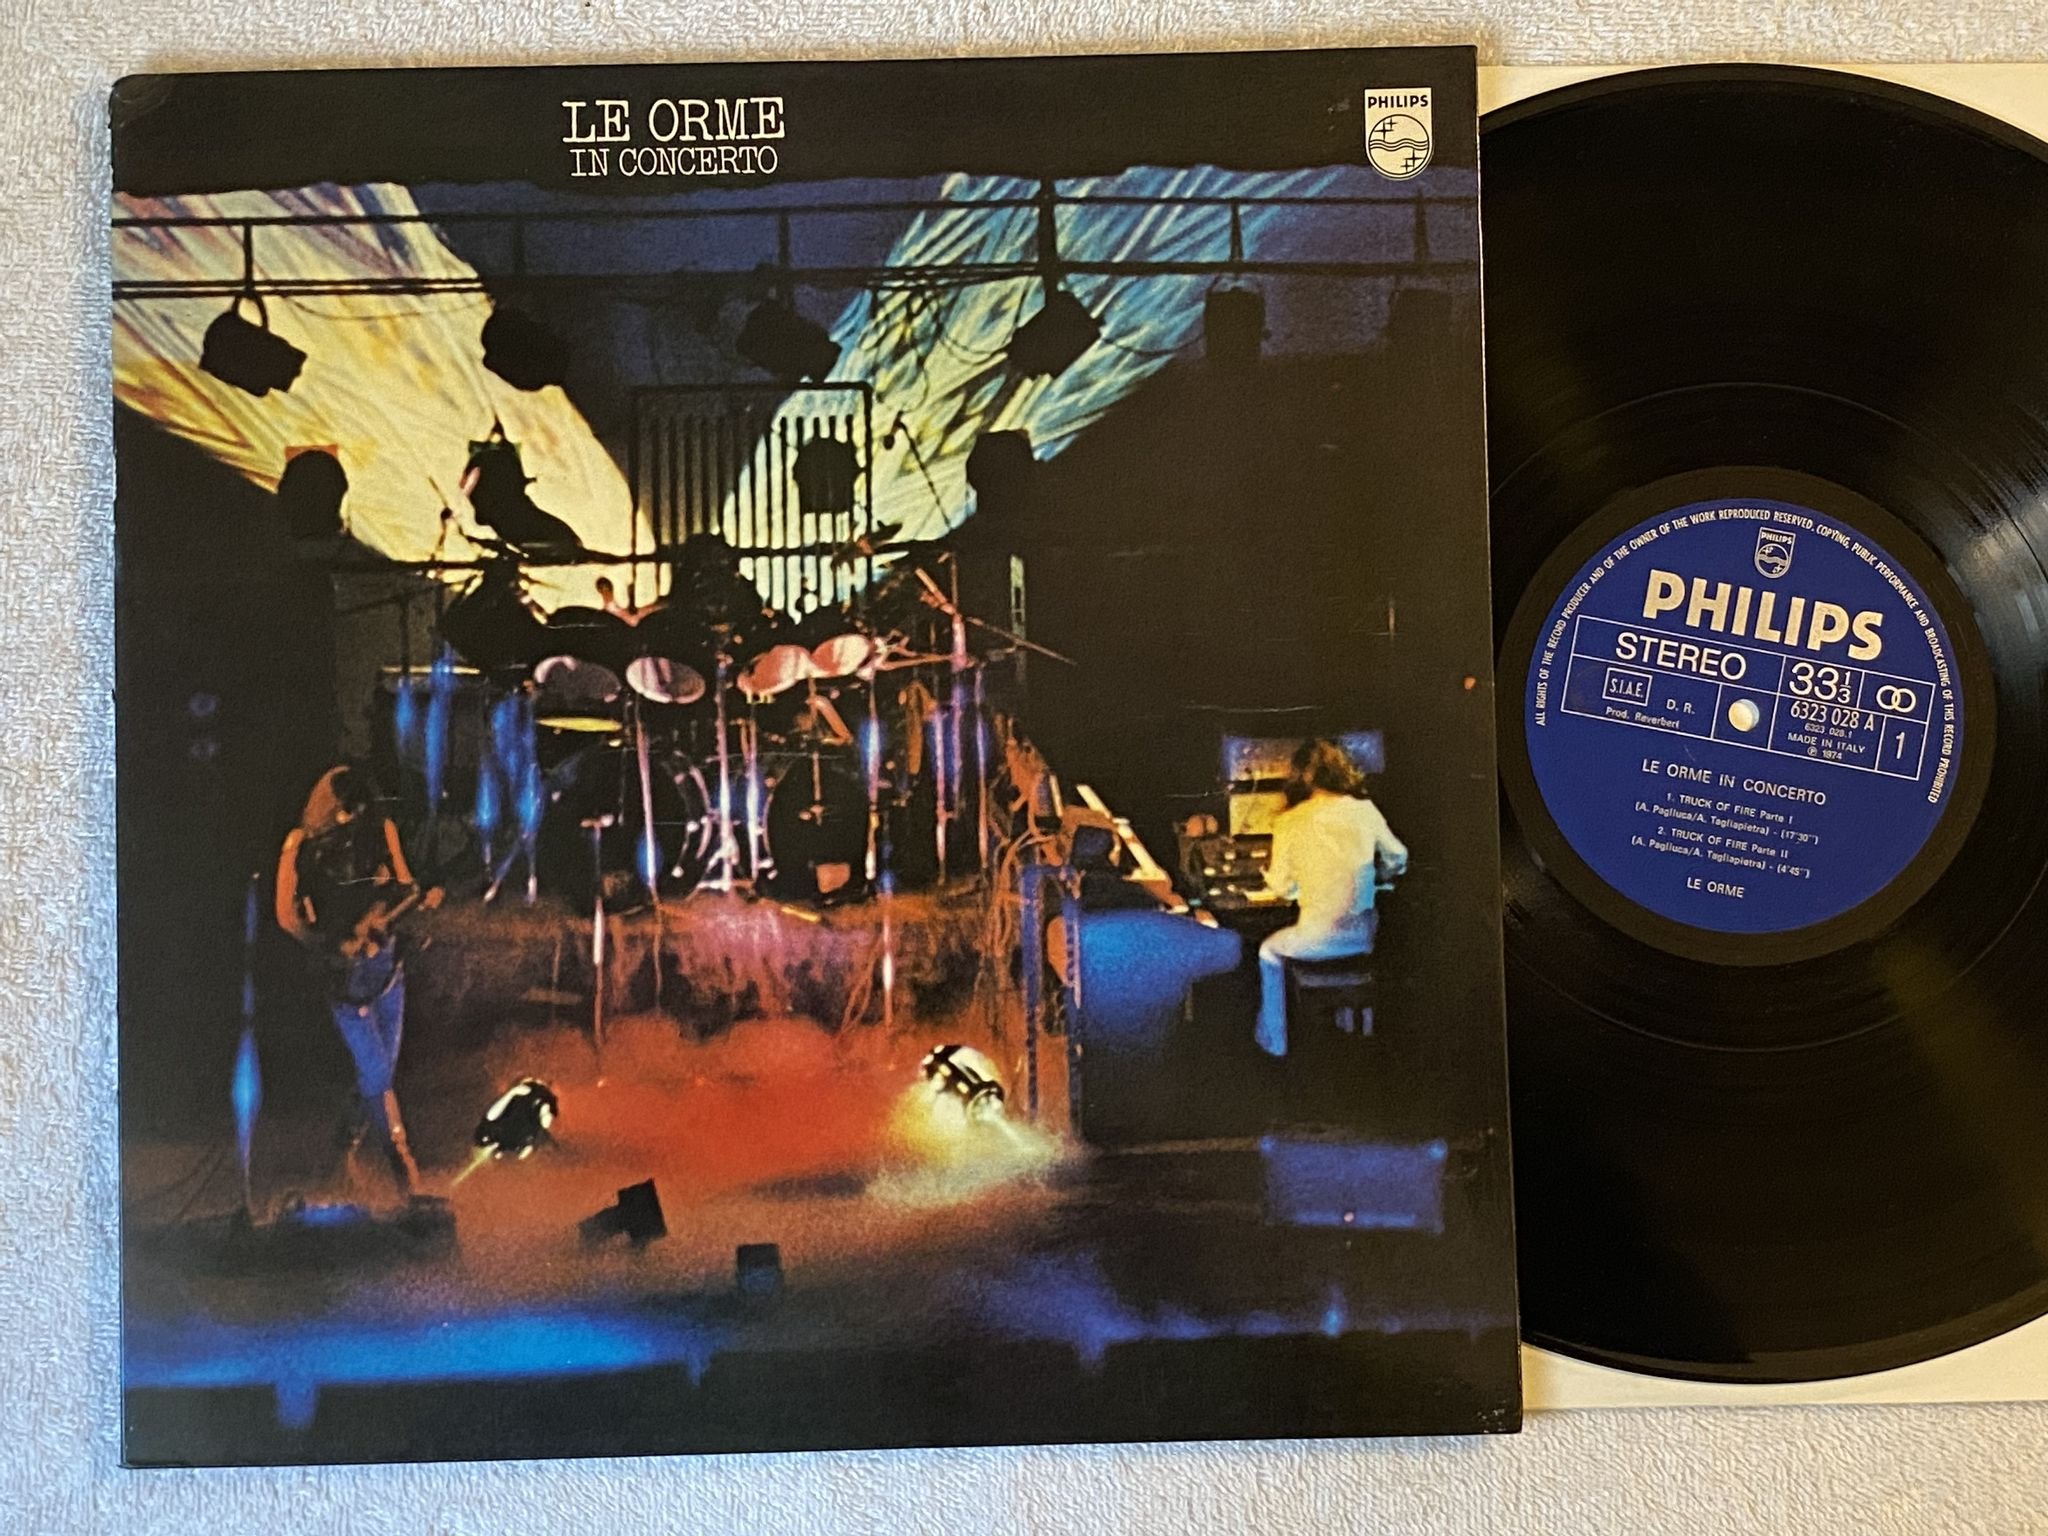 LE ORME
IN CONCERTO
PHILIPS
ALL RIGHTS OF THE RECORD PRODUCER AND OF THE OWNER OF THE WORK REPRODUCED RESERVED. COPYING, PUBLIC PERFORMANCE AND BROADCASTING OF THIS RECORD PROHIBITED
PHILIPS
PHILIPS
STEREO 33 1/3
S.I.A.E. D. R. 6323 028 A 1
Prod. Reverberi 6323 028.1
MADE IN ITALY
℗ 1974
LE ORME IN CONCERTO
1. TRUCK OF FIRE Parte I
(A. Pagliuca/A. Tagliapietra) - (17'30'')
2. TRUCK OF FIRE Parte II
(A. Pagliuca/A. Tagliapietra) - (4'45'')
LE ORME